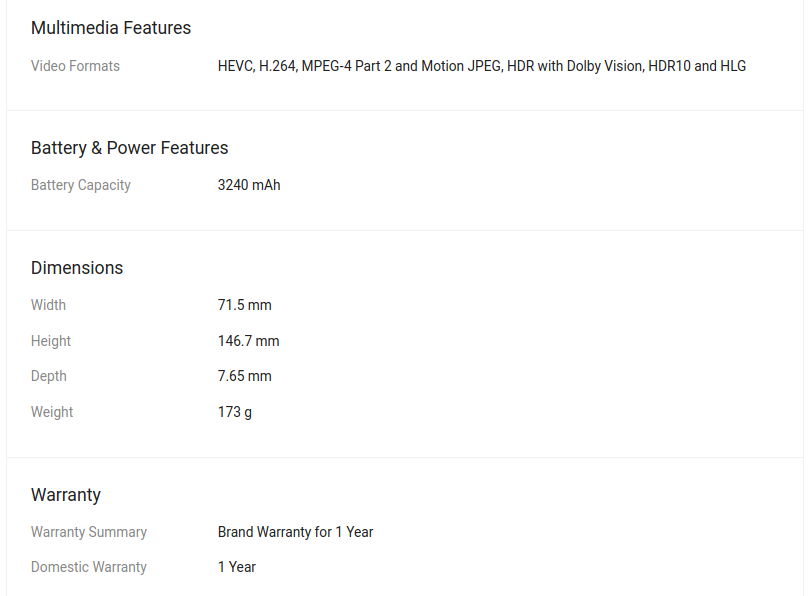 Multimedia Features
Video Formats HEVC, H.264, MPEG-4 Part 2 and Motion JPEG, HDR with Dolby Vision, HDR10 and HLG
Battery & Power Features
Battery Capacity 3240 mAh
Dimensions
Width 71.5 mm
Height 146.7 mm
Depth 7.65 mm
Weight 173 g
Warranty
Warranty Summary Brand Warranty for 1 Year
Domestic Warranty 1 Year